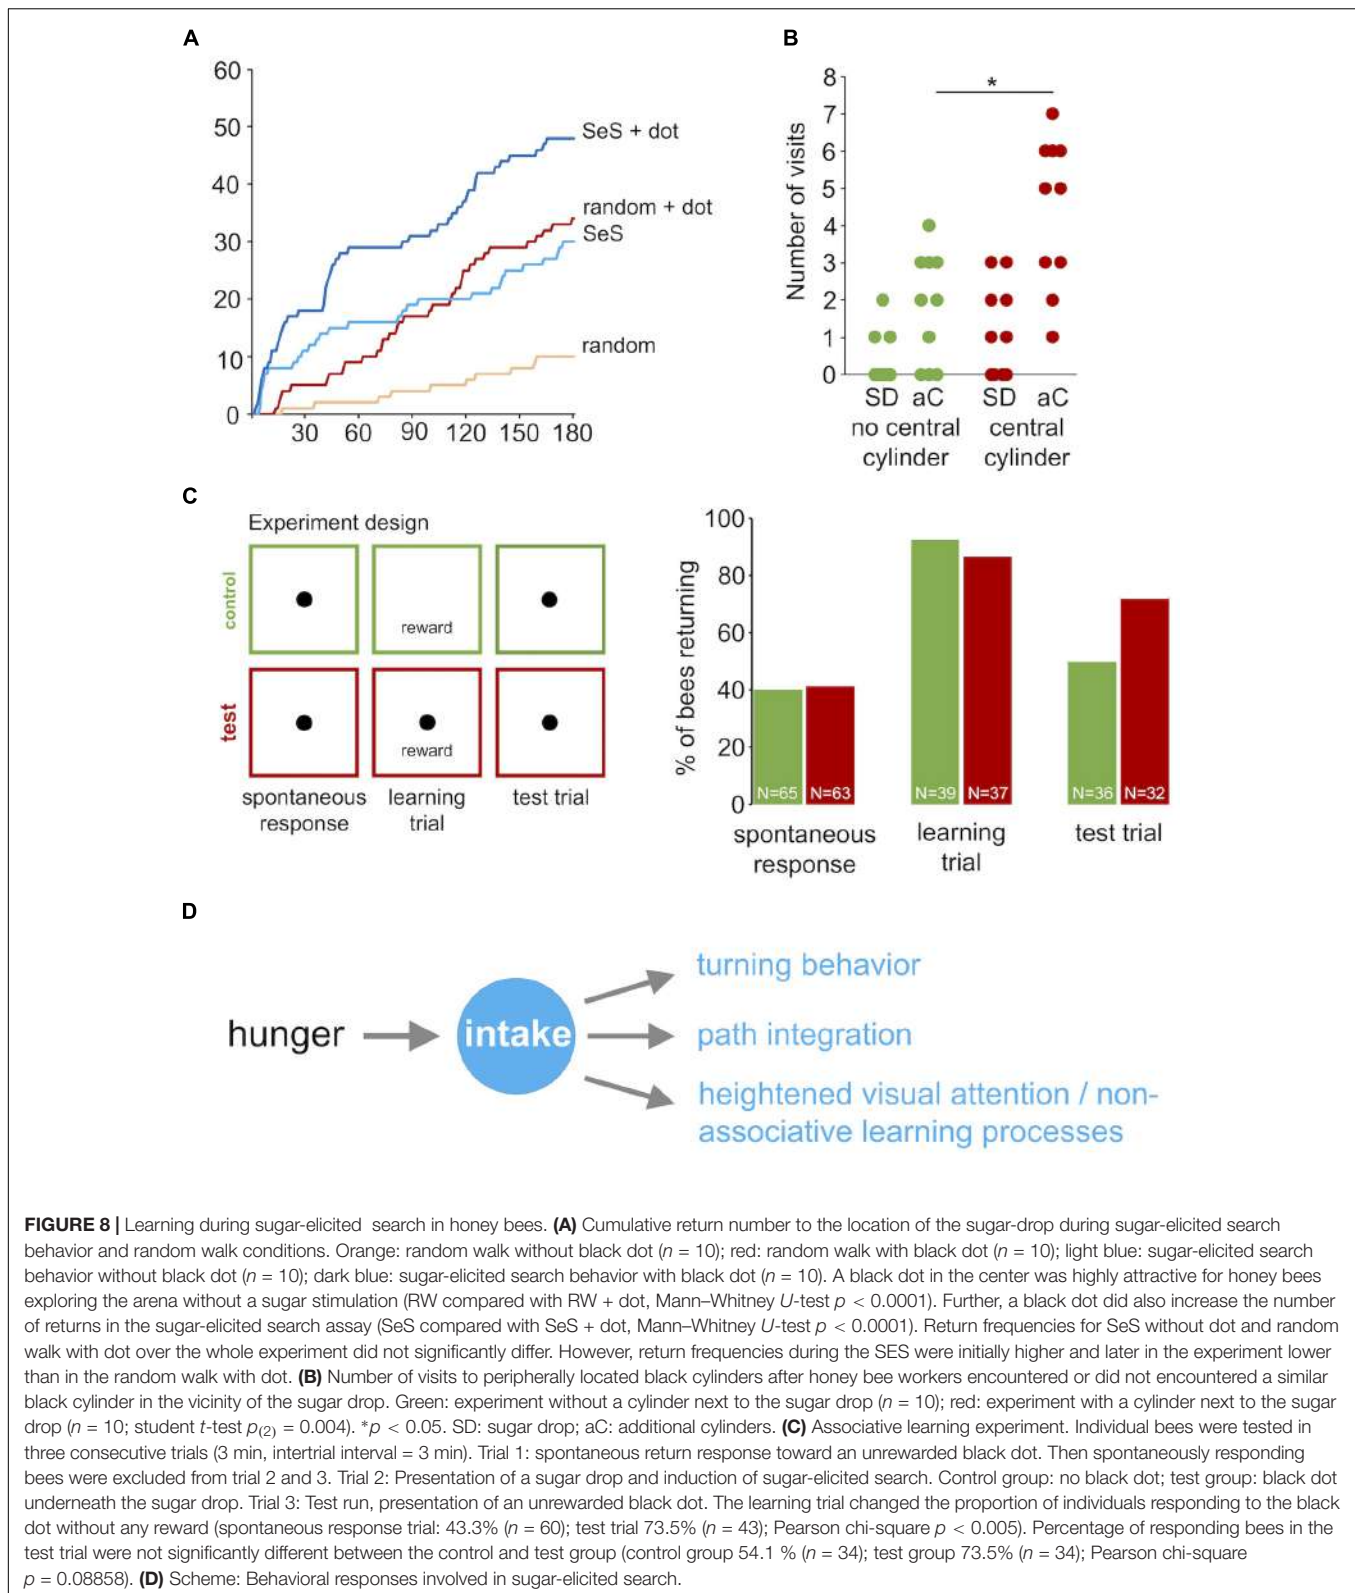 A
60
50
40
30
20
10
0
30 60 90 120 150 180
SeS + dot
random + dot
SeS
random
B
Number of visits
8
7
6
5
4
3
2
1
0
*
SD aC SD aC
no central cylinder
central cylinder
C
Experiment design
control
reward
test
reward
spontaneous response
learning trial
test trial
% of bees returning
100
80
60
40
20
0
N=65 N=63 N=39 N=37 N=36 N=32
spontaneous response
learning trial
test trial
D
hunger
intake
turning behavior
path integration
heightened visual attention / non-
associative learning processes
FIGURE 8 | Learning during sugar-elicited search in honey bees. (A) Cumulative return number to the location of the sugar-drop during sugar-elicited search
behavior and random walk conditions. Orange: random walk without black dot (n = 10); red: random walk with black dot (n = 10); light blue: sugar-elicited search
behavior without black dot (n = 10); dark blue: sugar-elicited search behavior with black dot (n = 10). A black dot in the center was highly attractive for honey bees
exploring the arena without a sugar stimulation (RW compared with RW + dot, Mann–Whitney U-test p < 0.0001). Further, a black dot did also increase the number
of returns in the sugar-elicited search assay (SeS compared with SeS + dot, Mann–Whitney U-test p < 0.0001). Return frequencies for SeS without dot and random
walk with dot over the whole experiment did not significantly differ. However, return frequencies during the SES were initially higher and later in the experiment lower
than in the random walk with dot. (B) Number of visits to peripherally located black cylinders after honey bee workers encountered or did not encountered a similar
black cylinder in the vicinity of the sugar drop. Green: experiment without a cylinder next to the sugar drop (n = 10); red: experiment with a cylinder next to the sugar
drop (n = 10; student t-test p(2) = 0.004). *p < 0.05. SD: sugar drop; aC: additional cylinders. (C) Associative learning experiment. Individual bees were tested in
three consecutive trials (3 min, intertrial interval = 3 min). Trial 1: spontaneous return response toward an unrewarded black dot. Then spontaneously responding
bees were excluded from trial 2 and 3. Trial 2: Presentation of a sugar drop and induction of sugar-elicited search. Control group: no black dot; test group: black dot
underneath the sugar drop. Trial 3: Test run, presentation of an unrewarded black dot. The learning trial changed the proportion of individuals responding to the black
dot without any reward (spontaneous response trial: 43.3% (n = 60); test trial 73.5% (n = 43); Pearson chi-square p < 0.005). Percentage of responding bees in the
test trial were not significantly different between the control and test group (control group 54.1 % (n = 34); test group 73.5% (n = 34); Pearson chi-square
p = 0.08858). (D) Scheme: Behavioral responses involved in sugar-elicited search.